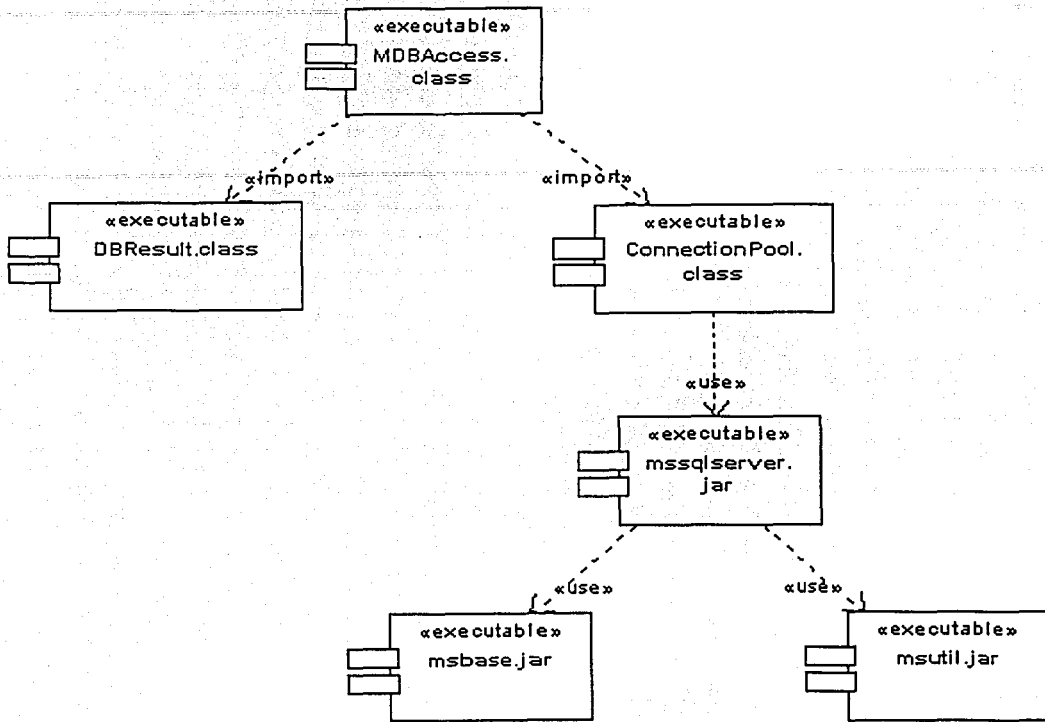 «executable»
MDBAccess.
class
«import»
«import»
«executable»
DBResult.class
«executable»
ConnectionPool.
class
«use»
«executable»
mssqlserver.
jar
«use»
«use»
«executable»
msbase.jar
«executable»
msutil.jar